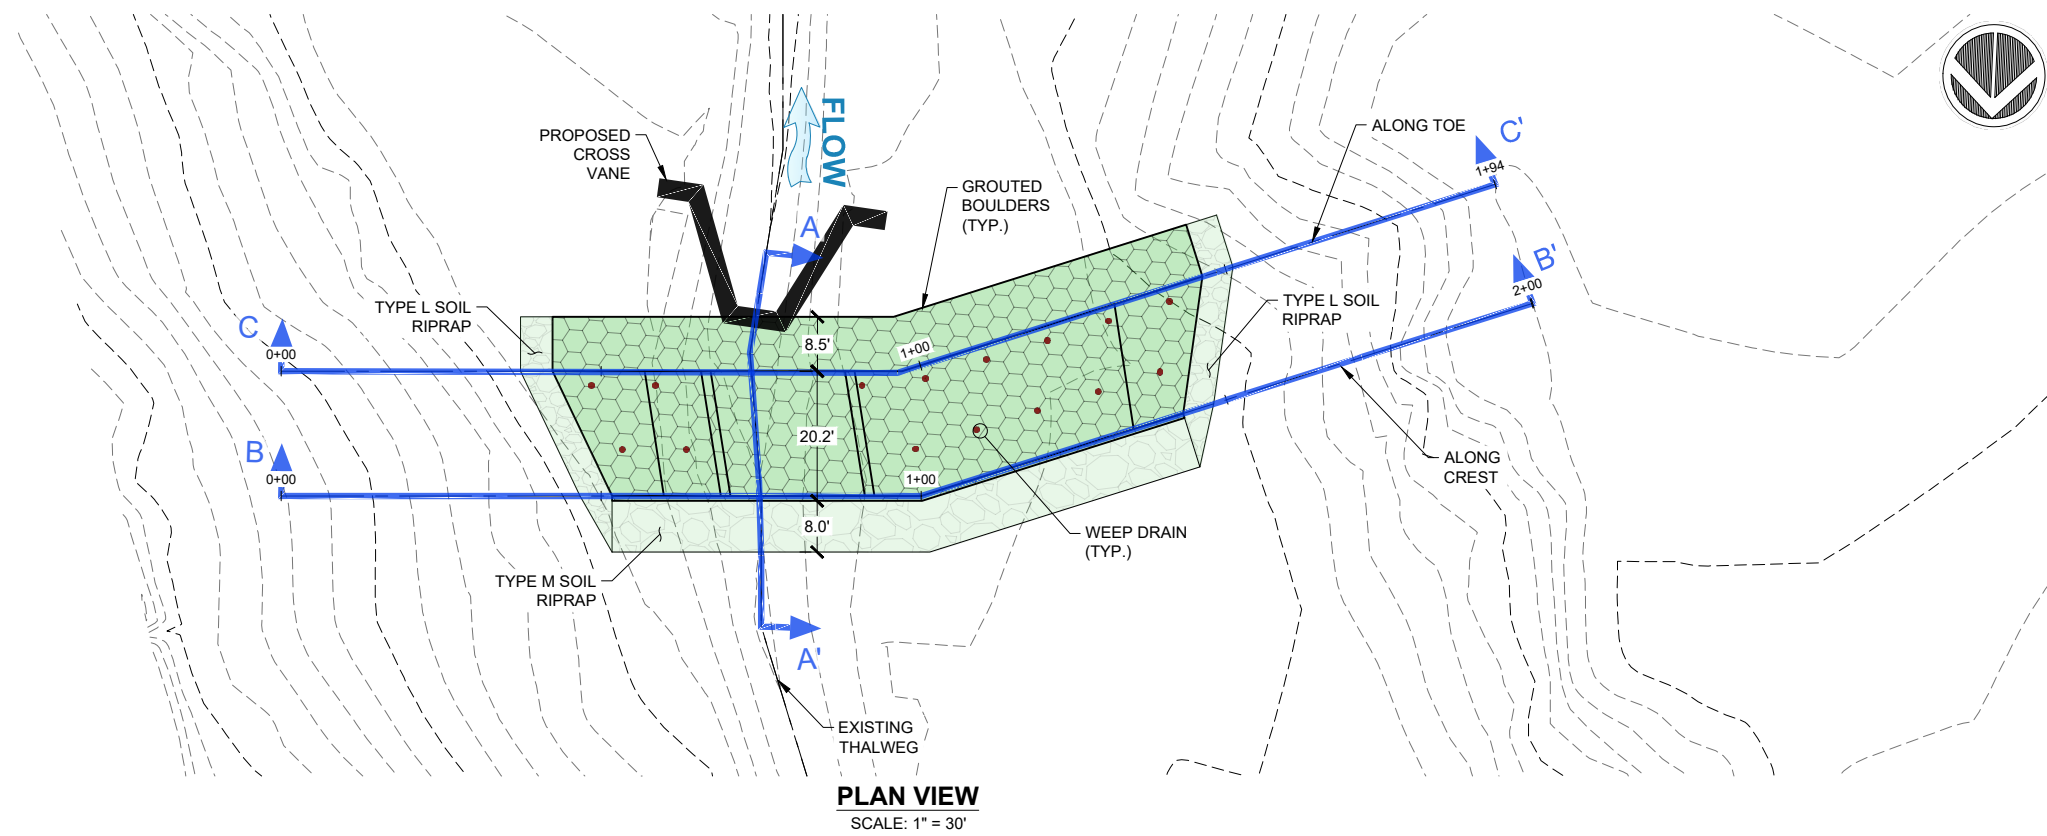 PROPOSED
CROSS
VANE
FLOW
A
GROUTED
BOULDERS
(TYP.)
ALONG TOE
C'
1+94
B'
2+00
TYPE L SOIL
RIPRAP
TYPE L SOIL
RIPRAP
C
0+00
8.5'
1+00
20.2'
B
0+00
1+00
ALONG
CREST
8.0'
WEEP DRAIN
(TYP.)
TYPE M SOIL
RIPRAP
A'
EXISTING
THALWEG
PLAN VIEW
SCALE: 1" = 30'